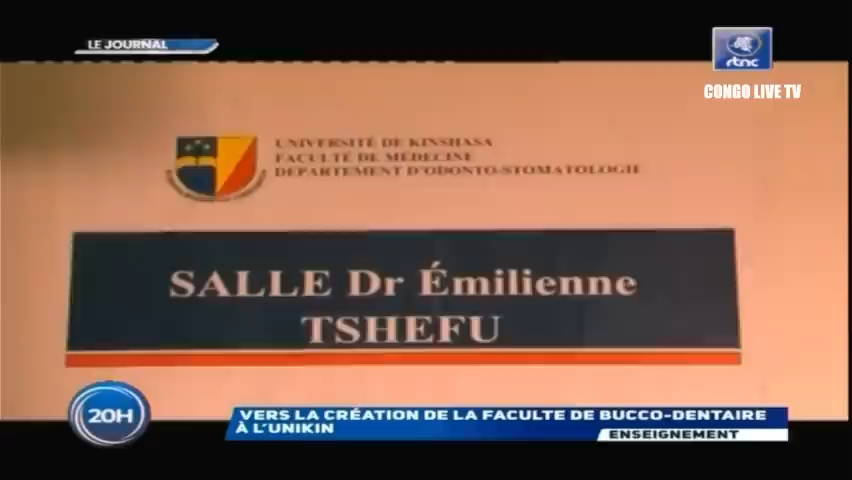 LE JOURNAL
rtnc
CONGO LIVE TV
UNIVERSITÉ DE KINSHASA
FACULTÉ DE MÉDECINE
DEPARTEMENT D'ODONTO-STOMATOLOGIE
SALLE Dr Émilienne
TSHEFU
20H
VERS LA CRÉATION DE LA FACULTE DE BUCCO-DENTAIRE
À L'UNIKIN
ENSEIGNEMENT